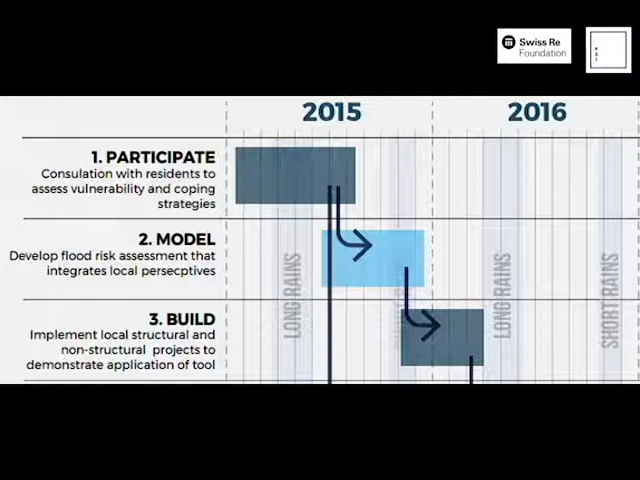 Swiss Re
Foundation
KDI
2015
2016
1. PARTICIPATE
Consulation with residents to
assess vulnerability and coping
strategies
2. MODEL
Develop flood risk assessment that
integrates local persecptives
LONG RAINS
LONG RAINS
SHORT RAINS
3. BUILD
Implement local structural and
non-structural projects to
demonstrate application of tool